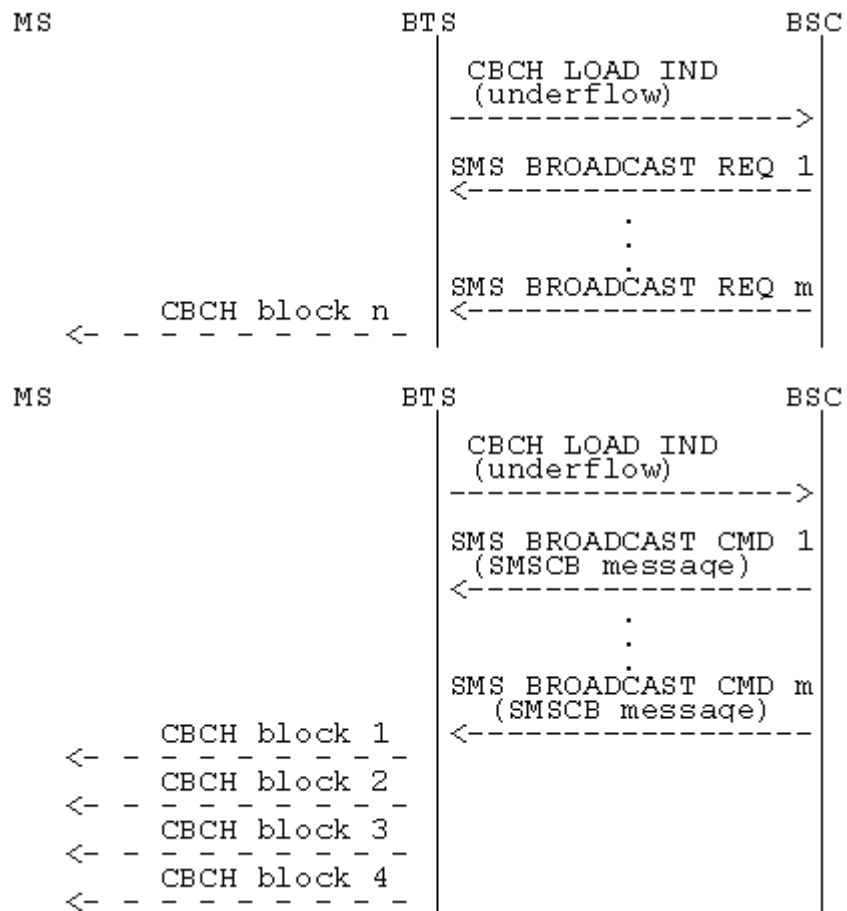 MS BTS BSC
CBCH LOAD IND
(underflow)
SMS BROADCAST REQ 1
.
.
.
SMS BROADCAST REQ m
CBCH block n
MS BTS BSC
CBCH LOAD IND
(underflow)
SMS BROADCAST CMD 1
(SMSCB message)
.
.
.
SMS BROADCAST CMD m
(SMSCB message)
CBCH block 1
CBCH block 2
CBCH block 3
CBCH block 4